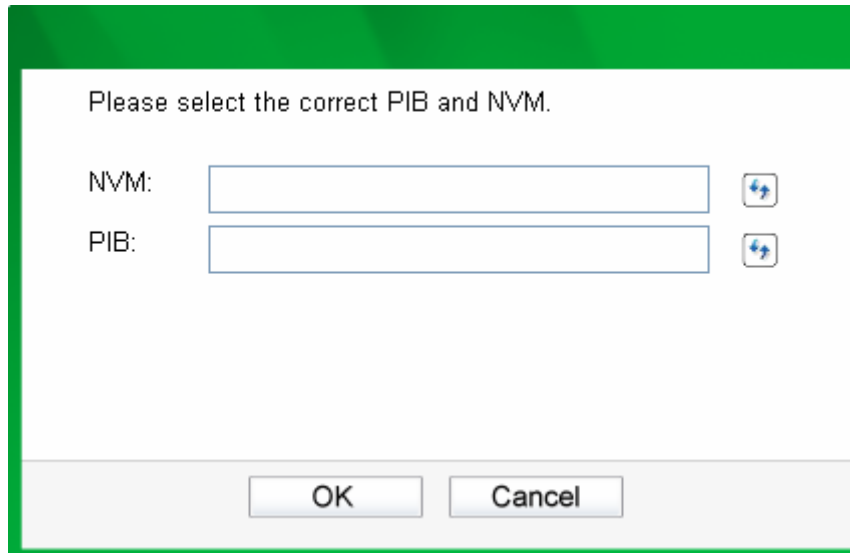 Please select the correct PIB and NVM.
NVM:
PIB:
OK
Cancel